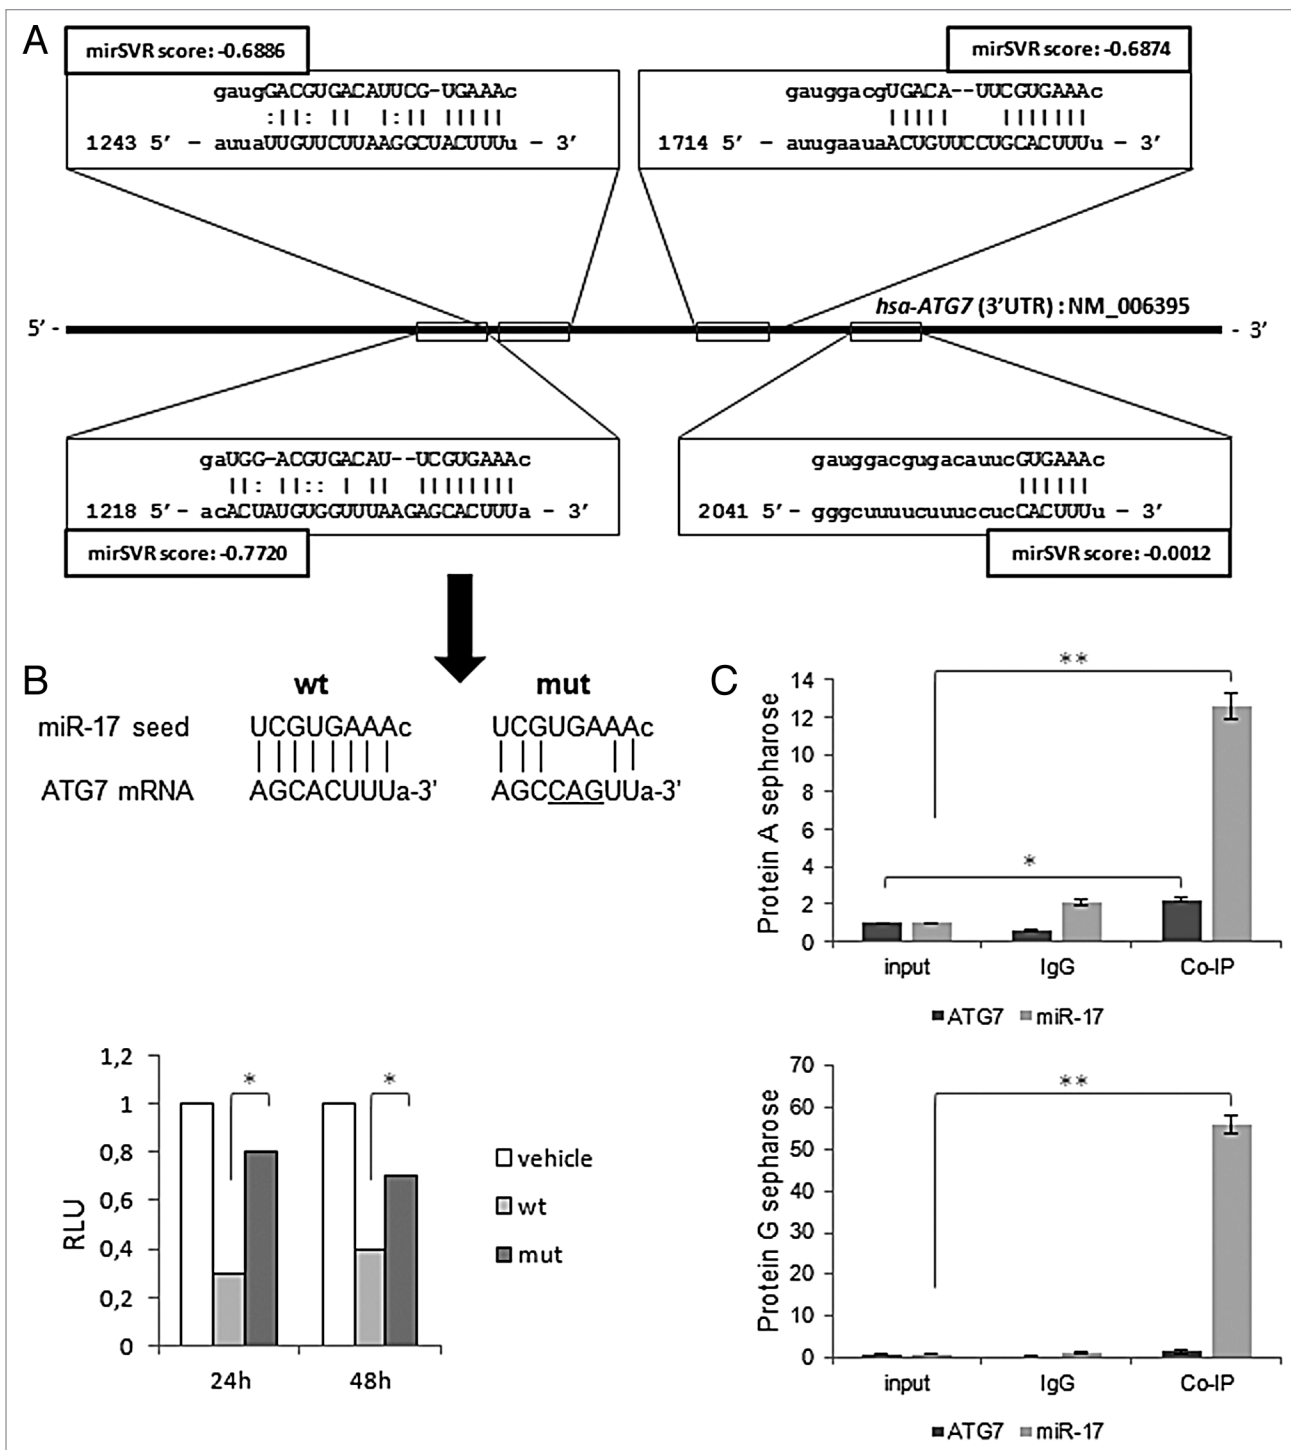 A
mirSVR score: -0.6886
gaugGACGUGACAUUCG-UGAAAc
:||: || |:|| |||||
1243 5' - auuaUUGUUCUUAAGGCUACUUUu - 3'
mirSVR score: -0.6874
gauggacgUGACA--UUCGUGAAAc
||||| |||||||
1714 5' - auugaauaACUGUUCCUGCACUUUu - 3'
hsa-ATG7 (3'UTR) : NM_006395
5' -
- 3'
gaUGG-ACGUGACAU--UCGUGAAAc
||: ||:: | || ||||||||
1218 5' - acACUAUGUGGUUUAAGAGCACUUUa - 3'
mirSVR score: -0.7720
gauggacgugacauucGUGAAAc
||||||
2041 5' - gggcuuuucuuuccucCACUUUu - 3'
mirSVR score: -0.0012
B
wt
mut
miR-17 seed
UCGUGAAAc
UCGUGAAAc
ATG7 mRNA
AGCACUUUa-3'
AGCCAGUUa-3'
RLU
1,2
1
0,8
0,6
0,4
0,2
0
*
*
24h
48h
vehicle
wt
mut
C
Protein A sepharose
14
12
10
8
6
4
2
0
**
*
input
IgG
Co-IP
ATG7
miR-17
Protein G sepharose
70
60
50
40
30
20
10
0
**
input
IgG
Co-IP
ATG7
miR-17